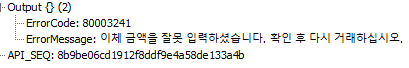 Output {} (2)
ErrorCode: 80003241
ErrorMessage: 이체 금액을 잘못 입력하셨습니다. 확인 후 다시 거래하십시오.
API_SEQ: 8b9be06cd1912f8ddf9e4a58de133a4b